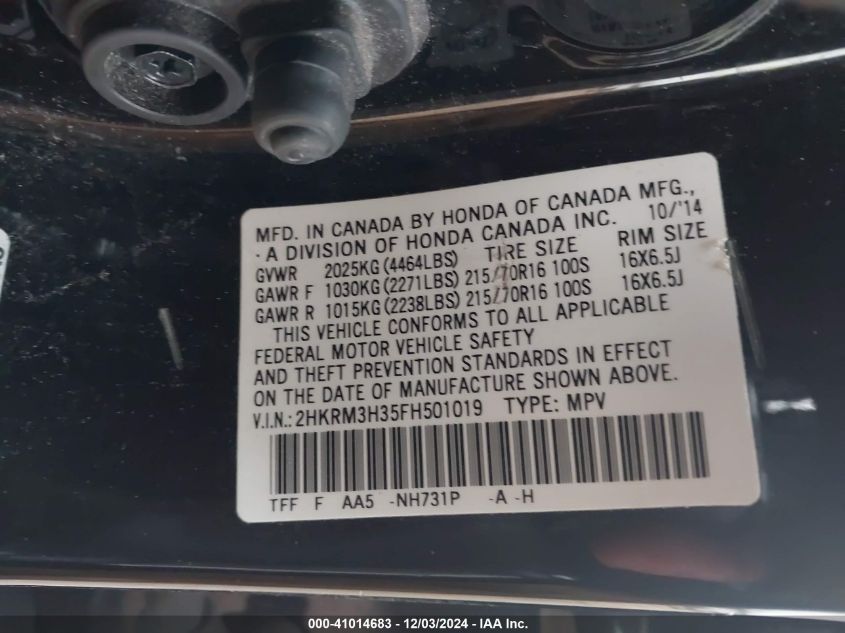 MFD. IN CANADA BY HONDA OF CANADA MFG.,
A DIVISION OF HONDA CANADA INC. 10/'14
GVWR 2025KG (4464LBS) TIRE SIZE RIM SIZE
GAWR F 1030KG (2271LBS) 215/70R16 100S 16X6.5J
GAWR R 1015KG (2238LBS) 215/70R16 100S 16X6.5J
THIS VEHICLE CONFORMS TO ALL APPLICABLE
FEDERAL MOTOR VEHICLE SAFETY
AND THEFT PREVENTION STANDARDS IN EFFECT
ON THE DATE OF MANUFACTURE SHOWN ABOVE.
V.I.N.: 2HKRM3H35FH501019 TYPE: MPV
TFF F AA5 -NH731P -A -H
000-41014683 - 12/03/2024 - IAA Inc.